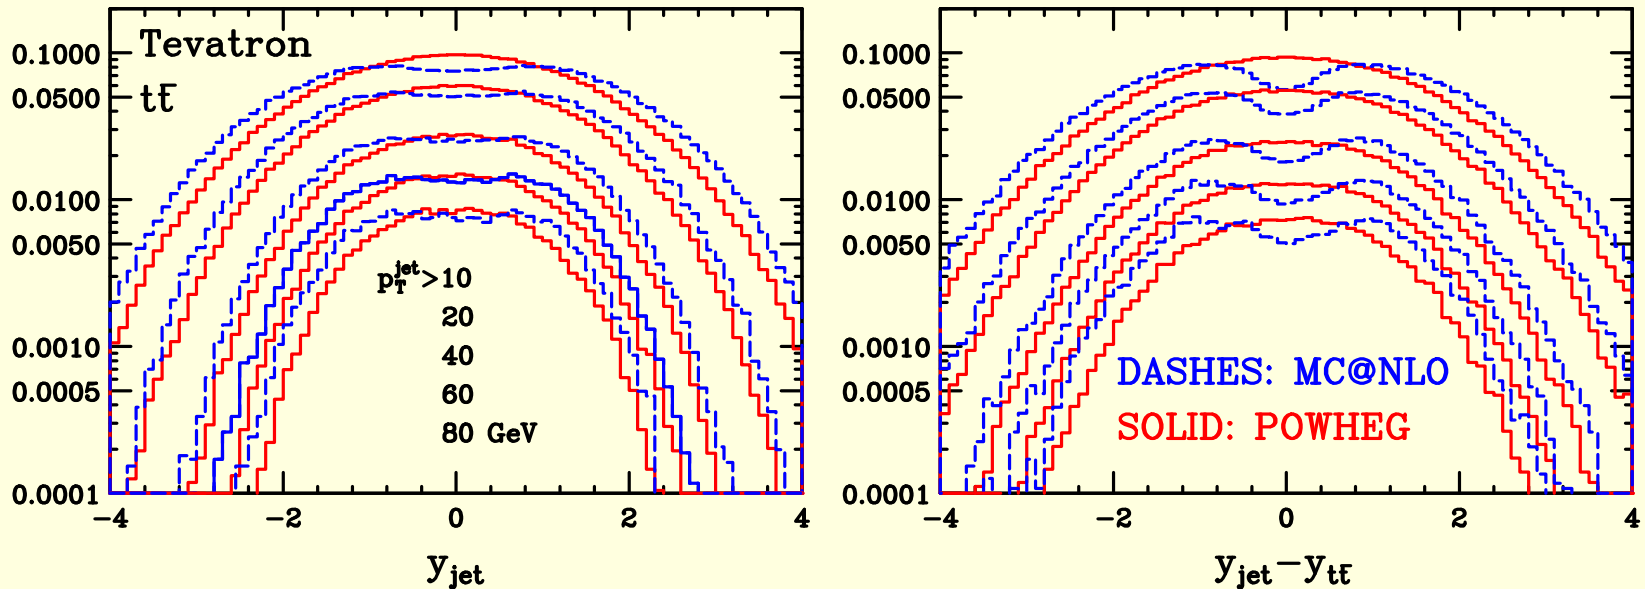 Tevatron
tt̄
0.1000
0.0500
0.0100
0.0050
0.0010
0.0005
0.0001
p_T^jet>10
20
40
60
80 GeV
−4 −2 0 2 4
y_jet
0.1000
0.0500
0.0100
0.0050
0.0010
0.0005
0.0001
DASHES: MC@NLO
SOLID: POWHEG
−4 −2 0 2 4
y_jet−y_tt̄